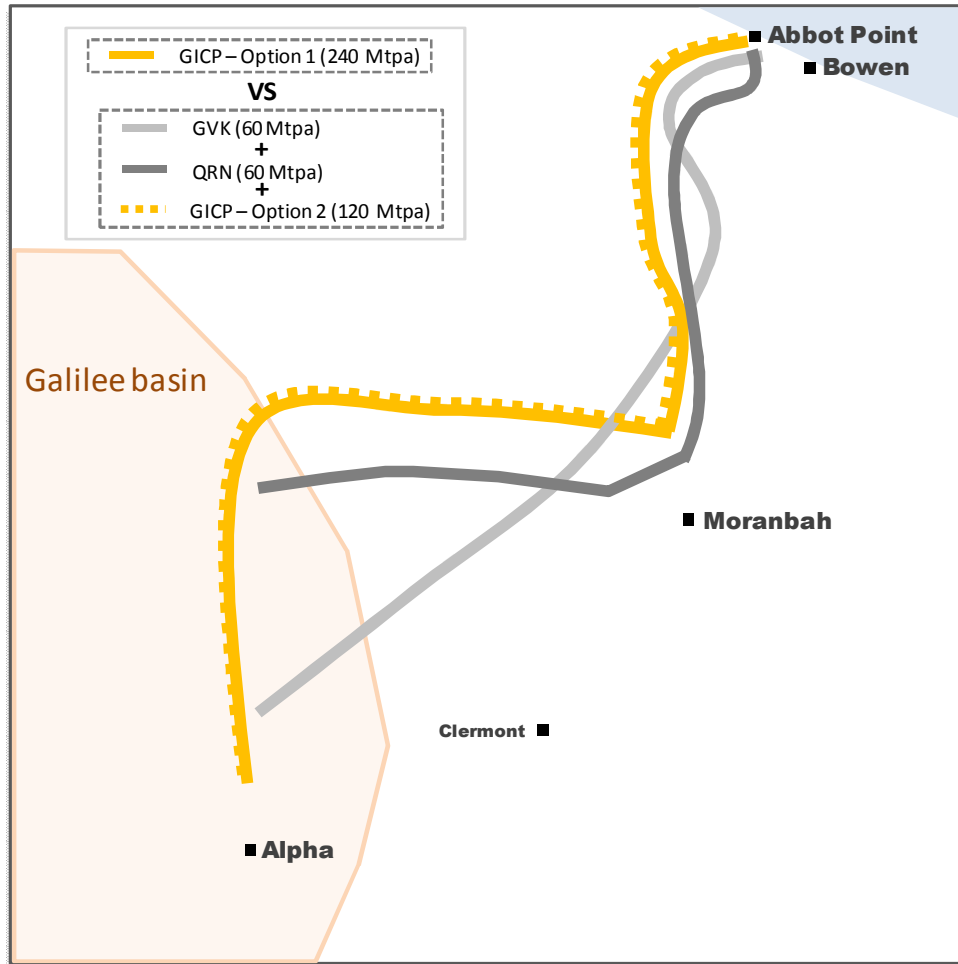 GICP – Option 1 (240 Mtpa)
VS
GVK (60 Mtpa)
+
QRN (60 Mtpa)
+
GICP – Option 2 (120 Mtpa)
Abbot Point
Bowen
Galilee basin
Moranbah
Clermont
Alpha